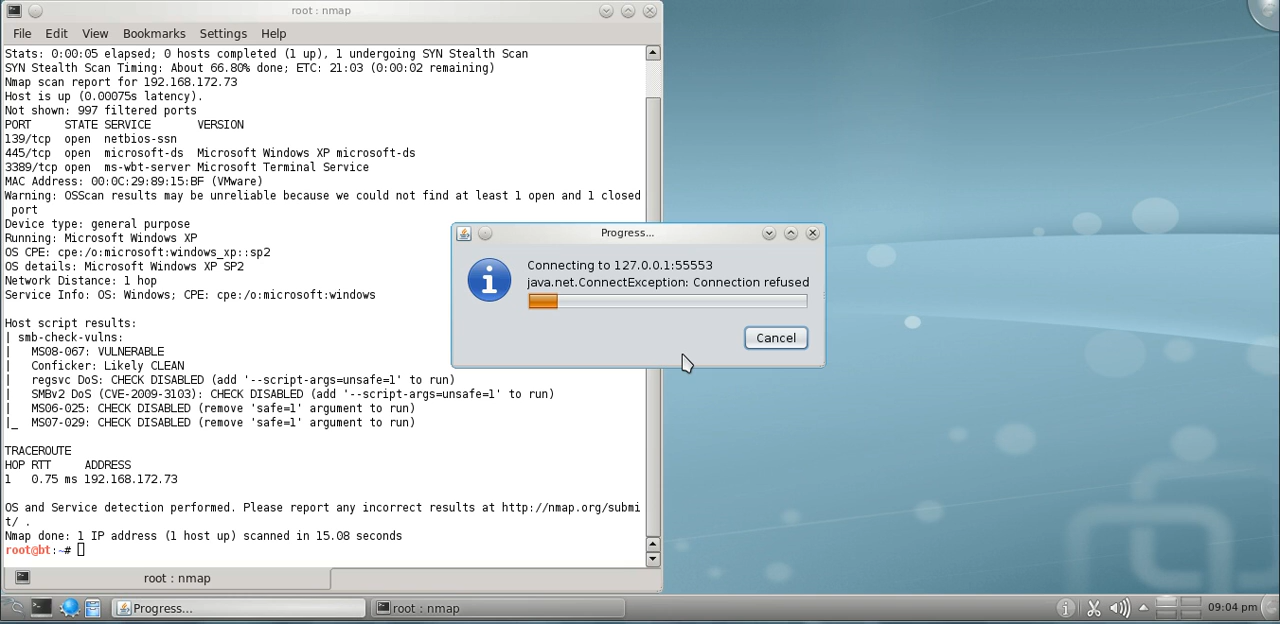 root : nmap
File Edit View Bookmarks Settings Help
Stats: 0:00:05 elapsed; 0 hosts completed (1 up), 1 undergoing SYN Stealth Scan
SYN Stealth Scan Timing: About 66.80% done; ETC: 21:03 (0:00:02 remaining)
Nmap scan report for 192.168.172.73
Host is up (0.00075s latency).
Not shown: 997 filtered ports
PORT     STATE SERVICE       VERSION
139/tcp  open  netbios-ssn
445/tcp  open  microsoft-ds  Microsoft Windows XP microsoft-ds
3389/tcp open  ms-wbt-server Microsoft Terminal Service
MAC Address: 00:0C:29:89:15:BF (VMware)
Warning: OSScan results may be unreliable because we could not find at least 1 open and 1 closed
 port
Device type: general purpose
Running: Microsoft Windows XP
OS CPE: cpe:/o:microsoft:windows_xp::sp2
OS details: Microsoft Windows XP SP2
Network Distance: 1 hop
Service Info: OS: Windows; CPE: cpe:/o:microsoft:windows
Host script results:
| smb-check-vulns:
|   MS08-067: VULNERABLE
|   Conficker: Likely CLEAN
|   regsvc DoS: CHECK DISABLED (add '--script-args=unsafe=1' to run)
|   SMBv2 DoS (CVE-2009-3103): CHECK DISABLED (add '--script-args=unsafe=1' to run)
|   MS06-025: CHECK DISABLED (remove 'safe=1' argument to run)
|_  MS07-029: CHECK DISABLED (remove 'safe=1' argument to run)
TRACEROUTE
HOP RTT     ADDRESS
1   0.75 ms 192.168.172.73
OS and Service detection performed. Please report any incorrect results at http://nmap.org/submi
t/ .
Nmap done: 1 IP address (1 host up) scanned in 15.08 seconds
root@bt:~#
root : nmap
Progress...
Connecting to 127.0.0.1:55553
java.net.ConnectException: Connection refused
Cancel
Progress...
root : nmap
09:04 pm